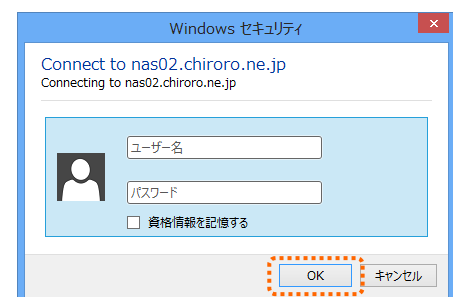 Windows セキュリティ
Connect to nas02.chiroro.ne.jp
Connecting to nas02.chiroro.ne.jp
ユーザー名
パスワード
資格情報を記憶する
OK
キャンセル